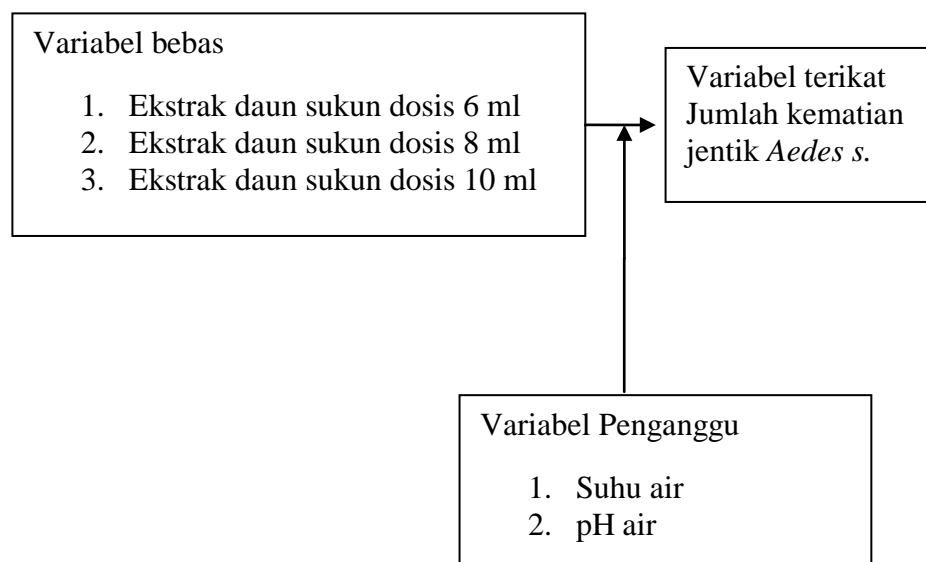 Variabel bebas
1. Ekstrak daun sukun dosis 6 ml
2. Ekstrak daun sukun dosis 8 ml
3. Ekstrak daun sukun dosis 10 ml
Variabel terikat
Jumlah kematian
jentik Aedes s.
Variabel Penganggu
1. Suhu air
2. pH air